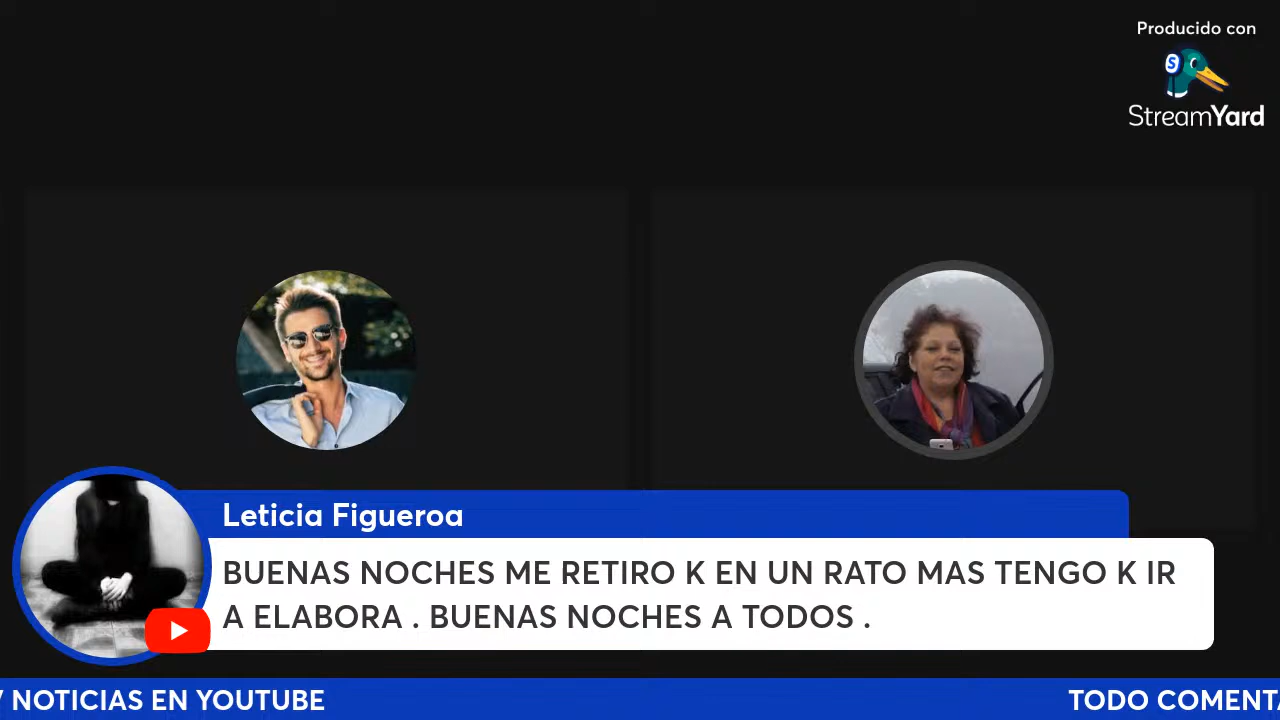 Producido con
StreamYard
Leticia Figueroa
BUENAS NOCHES ME RETIRO K EN UN RATO MAS TENGO K IR
A ELABORA . BUENAS NOCHES A TODOS .
NOTICIAS EN YOUTUBE
TODO